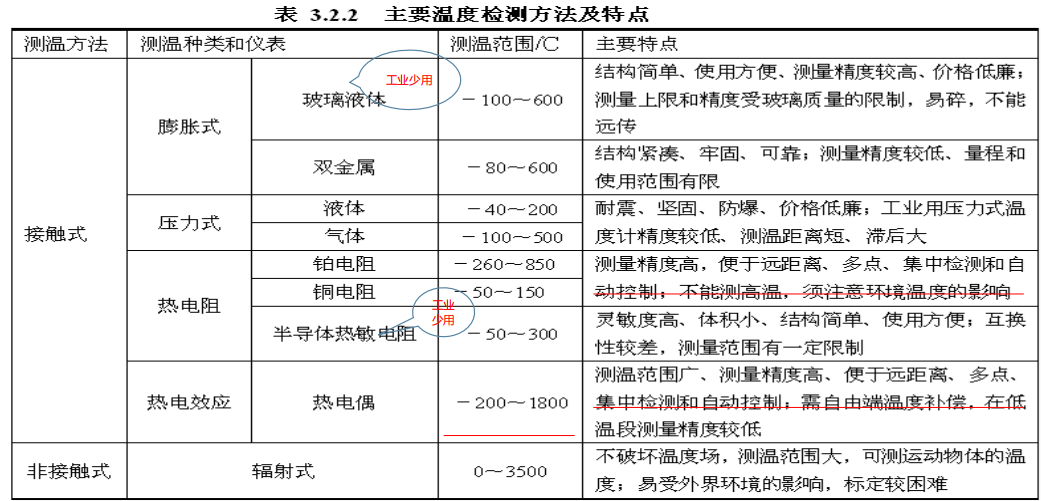 表 3.2.2 主要温度检测方法及特点
测温方法 测温种类和仪表 测温范围/℃ 主要特点
接触式
膨胀式
玻璃液体
工业少用
－100～600
结构简单、使用方便、测量精度较高、价格低廉；
测量上限和精度受玻璃质量的限制，易碎，不能
远传
双金属
－80～600
结构紧凑、牢固、可靠；测量精度较低、量程和
使用范围有限
压力式
液体
－40～200
气体
－100～500
耐震、坚固、防爆、价格低廉；工业用压力式温
度计精度较低、测温距离短、滞后大
热电阻
铂电阻
－260～850
铜电阻
－50～150
测量精度高，便于远距离、多点、集中检测和自
动控制；不能测高温，须注意环境温度的影响
工业
少用
半导体热敏电阻
－50～300
灵敏度高、体积小、结构简单、使用方便；互换
性较差，测量范围有一定限制
热电效应
热电偶
－200～1800
测温范围广、测量精度高、便于远距离、多点、
集中检测和自动控制；需自由端温度补偿，在低
温段测量精度较低
非接触式
辐射式
0～3500
不破坏温度场，测温范围大，可测运动物体的温
度；易受外界环境的影响，标定较困难